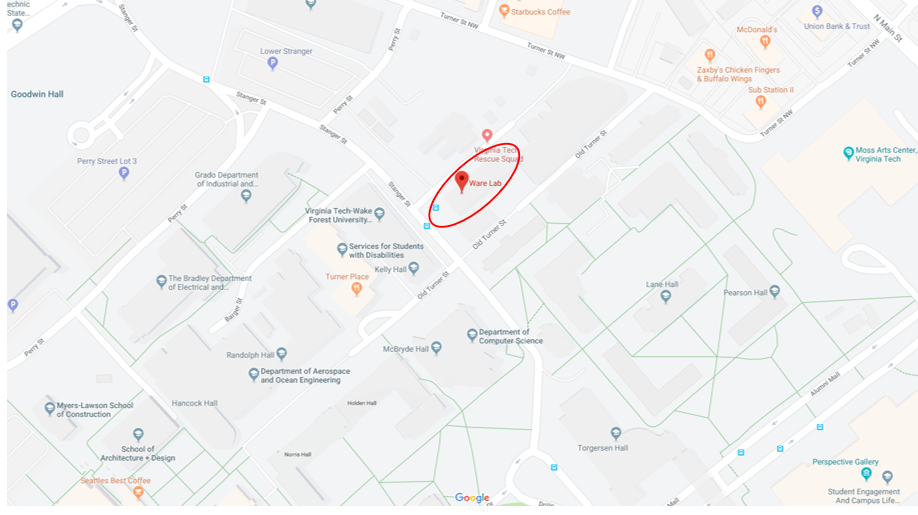 echnic
State...
Stanger St
Perry St
Turner St NW
Starbucks Coffee
Union Bank & Trust
N Main St
McDonald's
Turner St NW
Turner St NW
Lower Stranger
Zaxby's Chicken Fingers
& Buffalo Wings
Sub Station II
Goodwin Hall
Stanger St
Perry St
Stanger St
Turner St NW
Virginia Tech
Rescue Squad
Old Turner St
Moss Arts Center,
Virginia Tech
Perry Street Lot 3
Grado Department
of Industrial and...
Ware Lab
Stanger St
Perry St
Virginia Tech-Wake
Forest University...
Old Turner St
Services for Students
with Disabilities
Kelly Hall
Turner Place
The Bradley Department
of Electrical and...
Old Turner St
Lane Hall
Pearson Hall
Barger St
Perry St
Department of
Computer Science
McBryde Hall
Randolph Hall
Department of Aerospace
and Ocean Engineering
Alumni Mall
Myers-Lawson School
of Construction
Hancock Hall
Holden Hall
School of
Architecture + Design
Norris Hall
Torgersen Hall
Perspective Gallery
Seattles Best Coffee
Student Engagement
And Campus Life...
Google
Mall